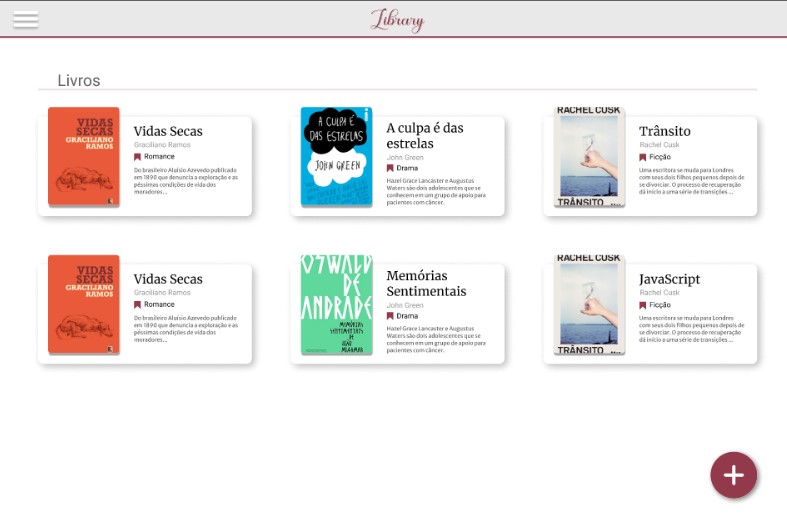 Library
Livros
VIDAS
SECAS
GRACILIANO
RAMOS
Vidas Secas
Graciliano Ramos
Romance
Do brasileiro Aluísio Azevedo publicado
em 1890 que denuncia a exploração e as
péssimas condições de vida dos
moradores...
A CULPA É
DAS ESTRELAS
JOHN GREEN
A culpa é das
estrelas
John Green
Drama
Hazel Grace Lancaster e Augustus
Waters são dois adolescentes que se
conhecem em um grupo de apoio para
pacientes com câncer.
RACHEL CUSK
TRÂNSITO
Trânsito
Rachel Cusk
Ficção
Uma escritora se muda para Londres
com seus dois filhos pequenos depois de
se divorciar. O processo de recuperação
dá início a uma série de transições ...
VIDAS
SECAS
GRACILIANO
RAMOS
Vidas Secas
Graciliano Ramos
Romance
Do brasileiro Aluísio Azevedo publicado
em 1890 que denuncia a exploração e as
péssimas condições de vida dos
moradores...
OSWALD
DE
ANDRADE
MEMÓRIAS
SENTIMENTAIS
DE
JOÃO
MIRAMAR
Memórias
Sentimentais
John Green
Drama
Hazel Grace Lancaster e Augustus
Waters são dois adolescentes que se
conhecem em um grupo de apoio para
pacientes com câncer.
RACHEL CUSK
TRÂNSITO
JavaScript
Rachel Cusk
Ficção
Uma escritora se muda para Londres
com seus dois filhos pequenos depois de
se divorciar. O processo de recuperação
dá início a uma série de transições ...